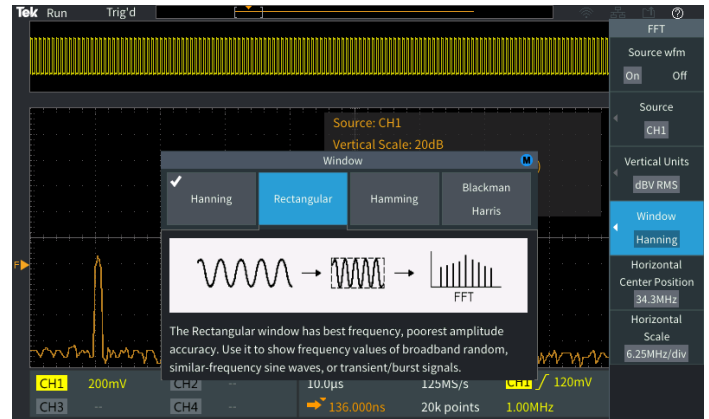 Tek Run Trig'd
FFT
Source wfm
On Off
Source
CH1
Vertical Units
dBV RMS
Window
Hanning
Horizontal
Center Position
34.3MHz
Horizontal
Scale
6.25MHz/div
Source: CH1
Vertical Scale: 20dB
Window M
Hanning Rectangular Hamming Blackman
Harris
FFT
The Rectangular window has best frequency, poorest amplitude
accuracy. Use it to show frequency values of broadband random,
similar-frequency sine waves, or transient/burst signals.
F
CH1 200mV CH2 -- 10.0µs 125MS/s CH1 120mV
CH3 -- CH4 -- 136.000ns 20k points 1.00MHz